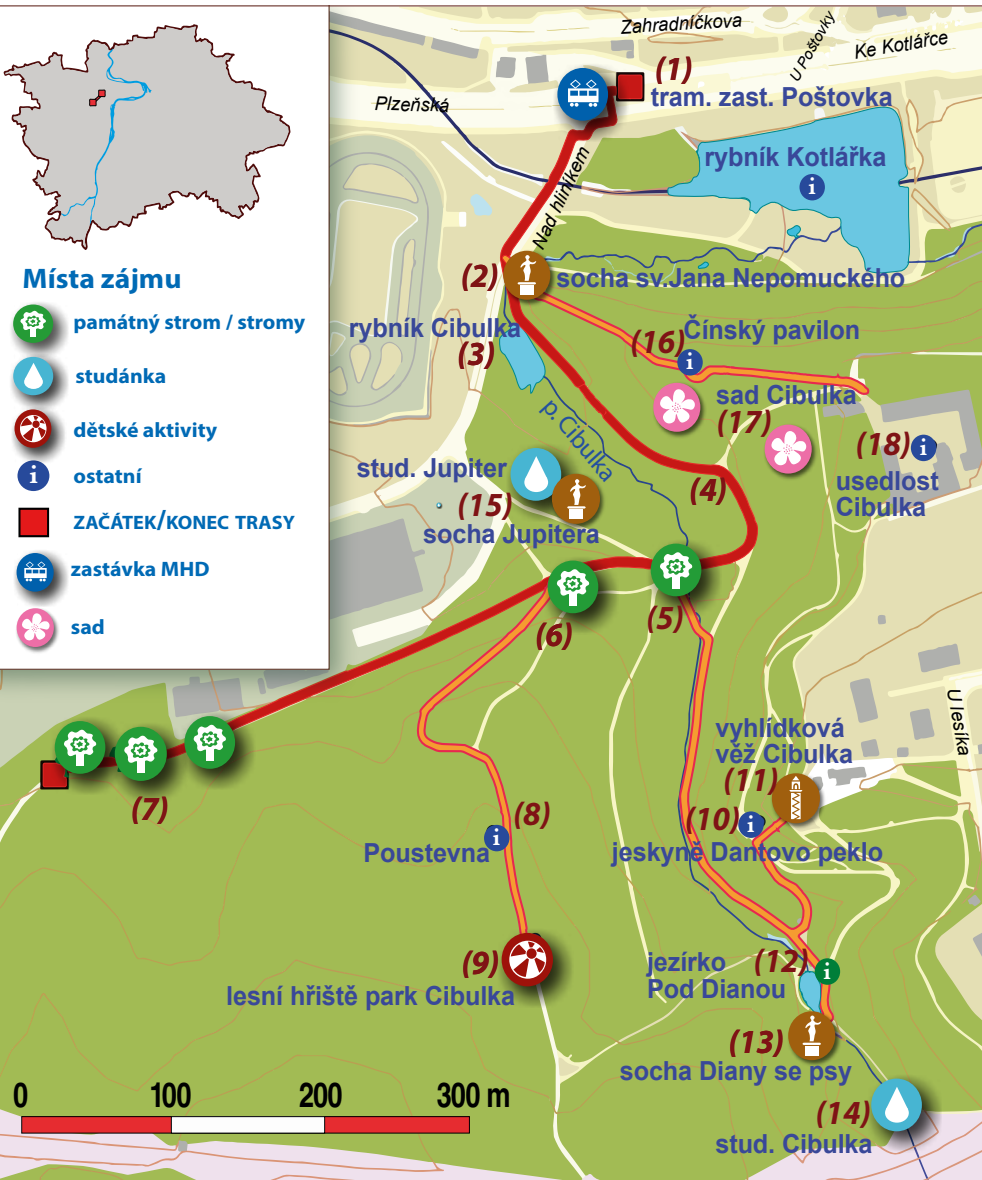 Místa zájmu
památný strom / stromy
studánka
dětské aktivity
i
ostatní
ZAČÁTEK/KONEC TRASY
zastávka MHD
sad
Zahradníčkova
U Poštovky
Ke Kotlářce
Plzeňská
(1)
tram. zast. Poštovka
rybník Kotlářka
i
Nad hliníkem
(2)
socha sv.Jana Nepomuckého
rybník Cibulka
(3)
Čínský pavilon
(16)
i
sad Cibulka
(17)
p. Cibulka
(18)
i
usedlost
Cibulka
stud. Jupiter
(15)
socha Jupitera
(4)
(5)
(6)
(7)
U lesíka
vyhlídková
věž Cibulka
(11)
(10)
i
jeskyně Dantovo peklo
(8)
Poustevna
i
(9)
lesní hřiště park Cibulka
jezírko
Pod Dianou
(12)
i
(13)
socha Diany se psy
(14)
stud. Cibulka
0 100 200 300 m